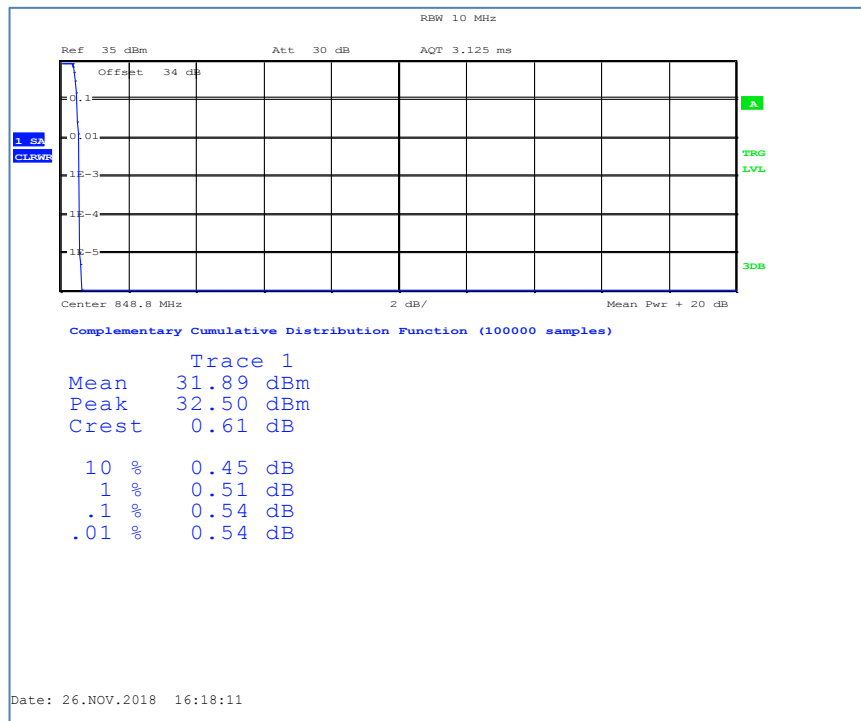 RBW 10 MHz
Ref 35 dBm Att 30 dB AQT 3.125 ms
Offset 34 dB
0.1
A
0.01
1 SA
CLRWR
TRG
LVL
1E-3
1E-4
1E-5
3DB
Center 848.8 MHz 2 dB/ Mean Pwr + 20 dB
Complementary Cumulative Distribution Function (100000 samples)
Trace 1
Mean 31.89 dBm
Peak 32.50 dBm
Crest 0.61 dB
10 % 0.45 dB
1 % 0.51 dB
.1 % 0.54 dB
.01 % 0.54 dB
Date: 26.NOV.2018 16:18:11